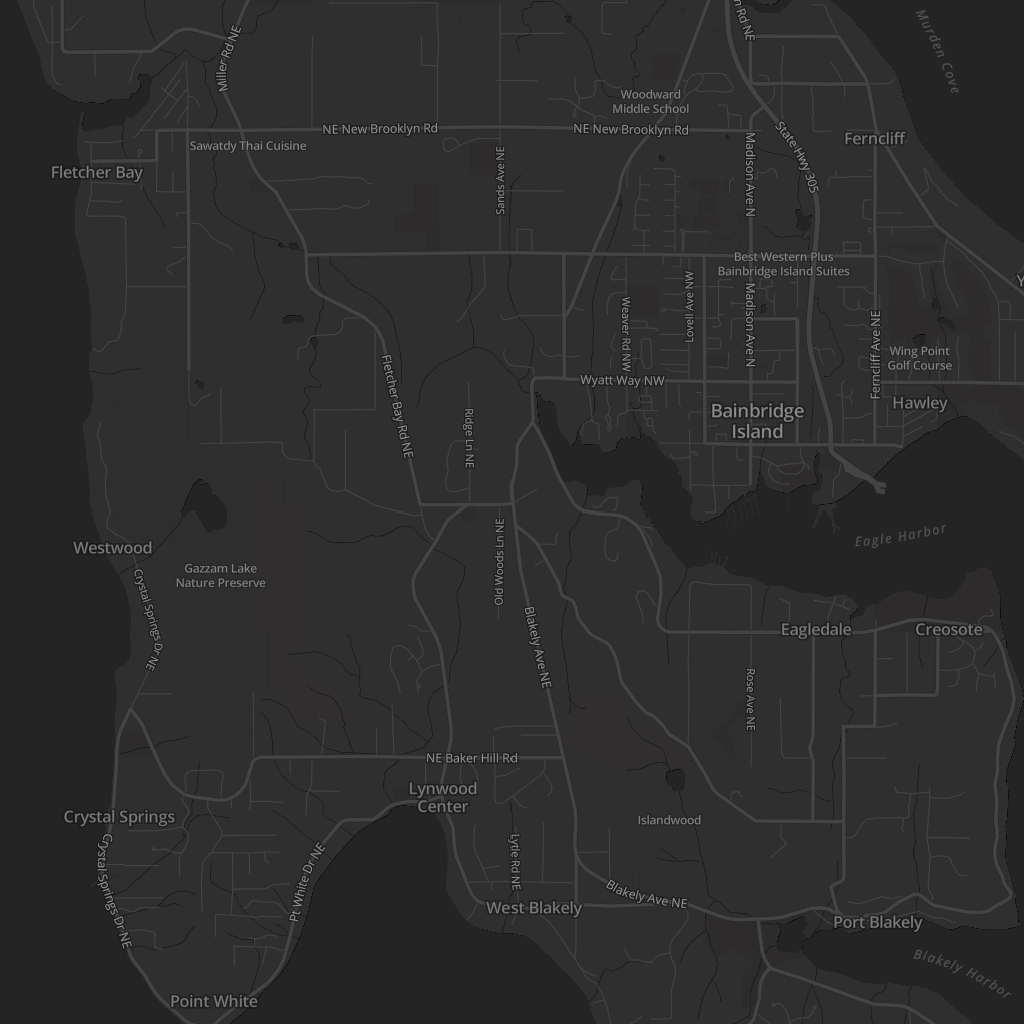 Miller Rd NE
n Rd NE
Murden Cove
Woodward
Middle School
NE New Brooklyn Rd
NE New Brooklyn Rd
Sawatdy Thai Cuisine
Ferncliff
State Hwy 305
Fletcher Bay
Sands Ave NE
Madison Ave N
Best Western Plus
Bainbridge Island Suites
Y
Weaver Rd NW
Lovell Ave NW
Madison Ave N
Ferncliff Ave NE
Wing Point
Golf Course
Fletcher Bay Rd NE
Wyatt Way NW
Hawley
Bainbridge
Island
Ridge Ln NE
Eagle Harbor
Westwood
Old Woods Ln NE
Gazzam Lake
Nature Preserve
Crystal Springs Dr NE
Blakely Ave NE
Eagledale
Creosote
Rose Ave NE
NE Baker Hill Rd
Lynwood
Center
Crystal Springs
Islandwood
Crystal Springs Dr NE
Pt White Dr NE
Lytle Rd NE
Blakely Ave NE
West Blakely
Port Blakely
Blakely Harbor
Point White